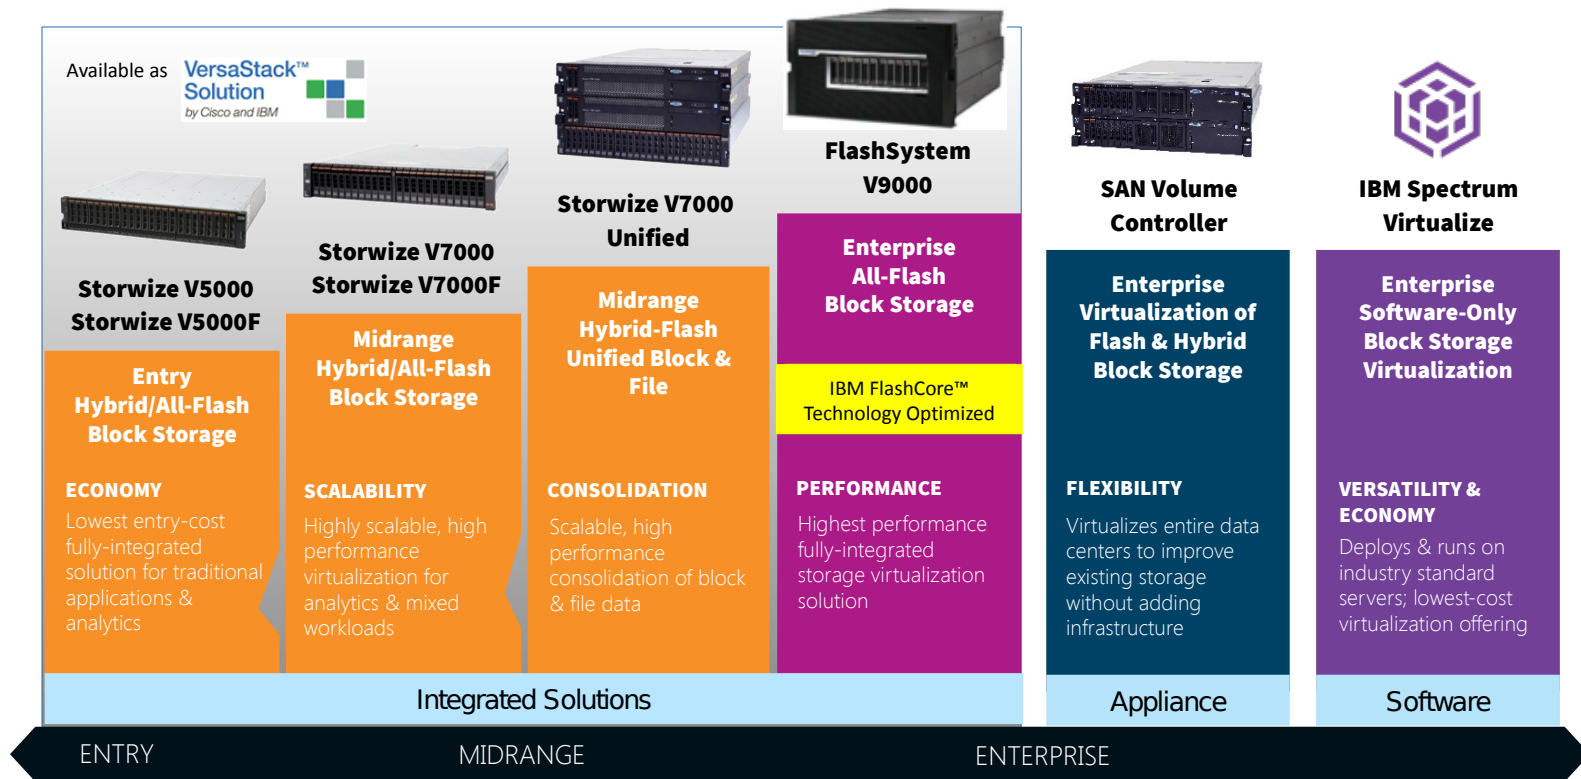 Available as
VersaStack™
Solution
by Cisco and IBM
Storwize V5000
Storwize V5000F
Entry
Hybrid/All-Flash
Block Storage
ECONOMY
Lowest entry-cost
fully-integrated
solution for traditional
applications &
analytics
Storwize V7000
Storwize V7000F
Midrange
Hybrid/All-Flash
Block Storage
SCALABILITY
Highly scalable, high
performance
virtualization for
analytics & mixed
workloads
Storwize V7000
Unified
Midrange
Hybrid-Flash
Unified Block &
File
CONSOLIDATION
Scalable, high
performance
consolidation of block
& file data
FlashSystem
V9000
Enterprise
All-Flash
Block Storage
IBM FlashCore™
Technology Optimized
PERFORMANCE
Highest performance
fully-integrated
storage virtualization
solution
SAN Volume
Controller
Enterprise
Virtualization of
Flash & Hybrid
Block Storage
FLEXIBILITY
Virtualizes entire data
centers to improve
existing storage
without adding
infrastructure
IBM Spectrum
Virtualize
Enterprise
Software-Only
Block Storage
Virtualization
VERSATILITY &
ECONOMY
Deploys & runs on
industry standard
servers; lowest-cost
virtualization offering
Integrated Solutions
Appliance
Software
ENTRY
MIDRANGE
ENTERPRISE